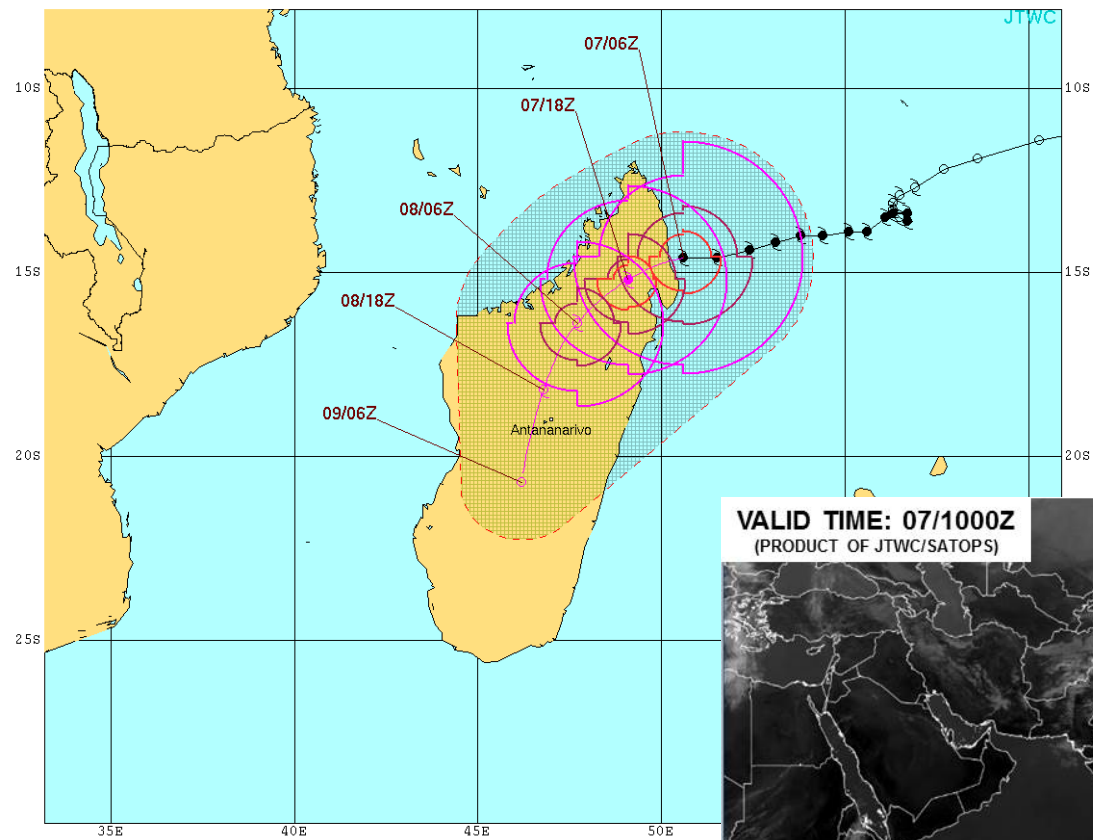 JTWC
07/06Z
10S
10S
07/18Z
08/06Z
15S
15S
08/18Z
09/06Z
Antananarivo
20S
20S
VALID TIME: 07/1000Z
(PRODUCT OF JTWC/SATOPS)
25S
35E
40E
45E
50E